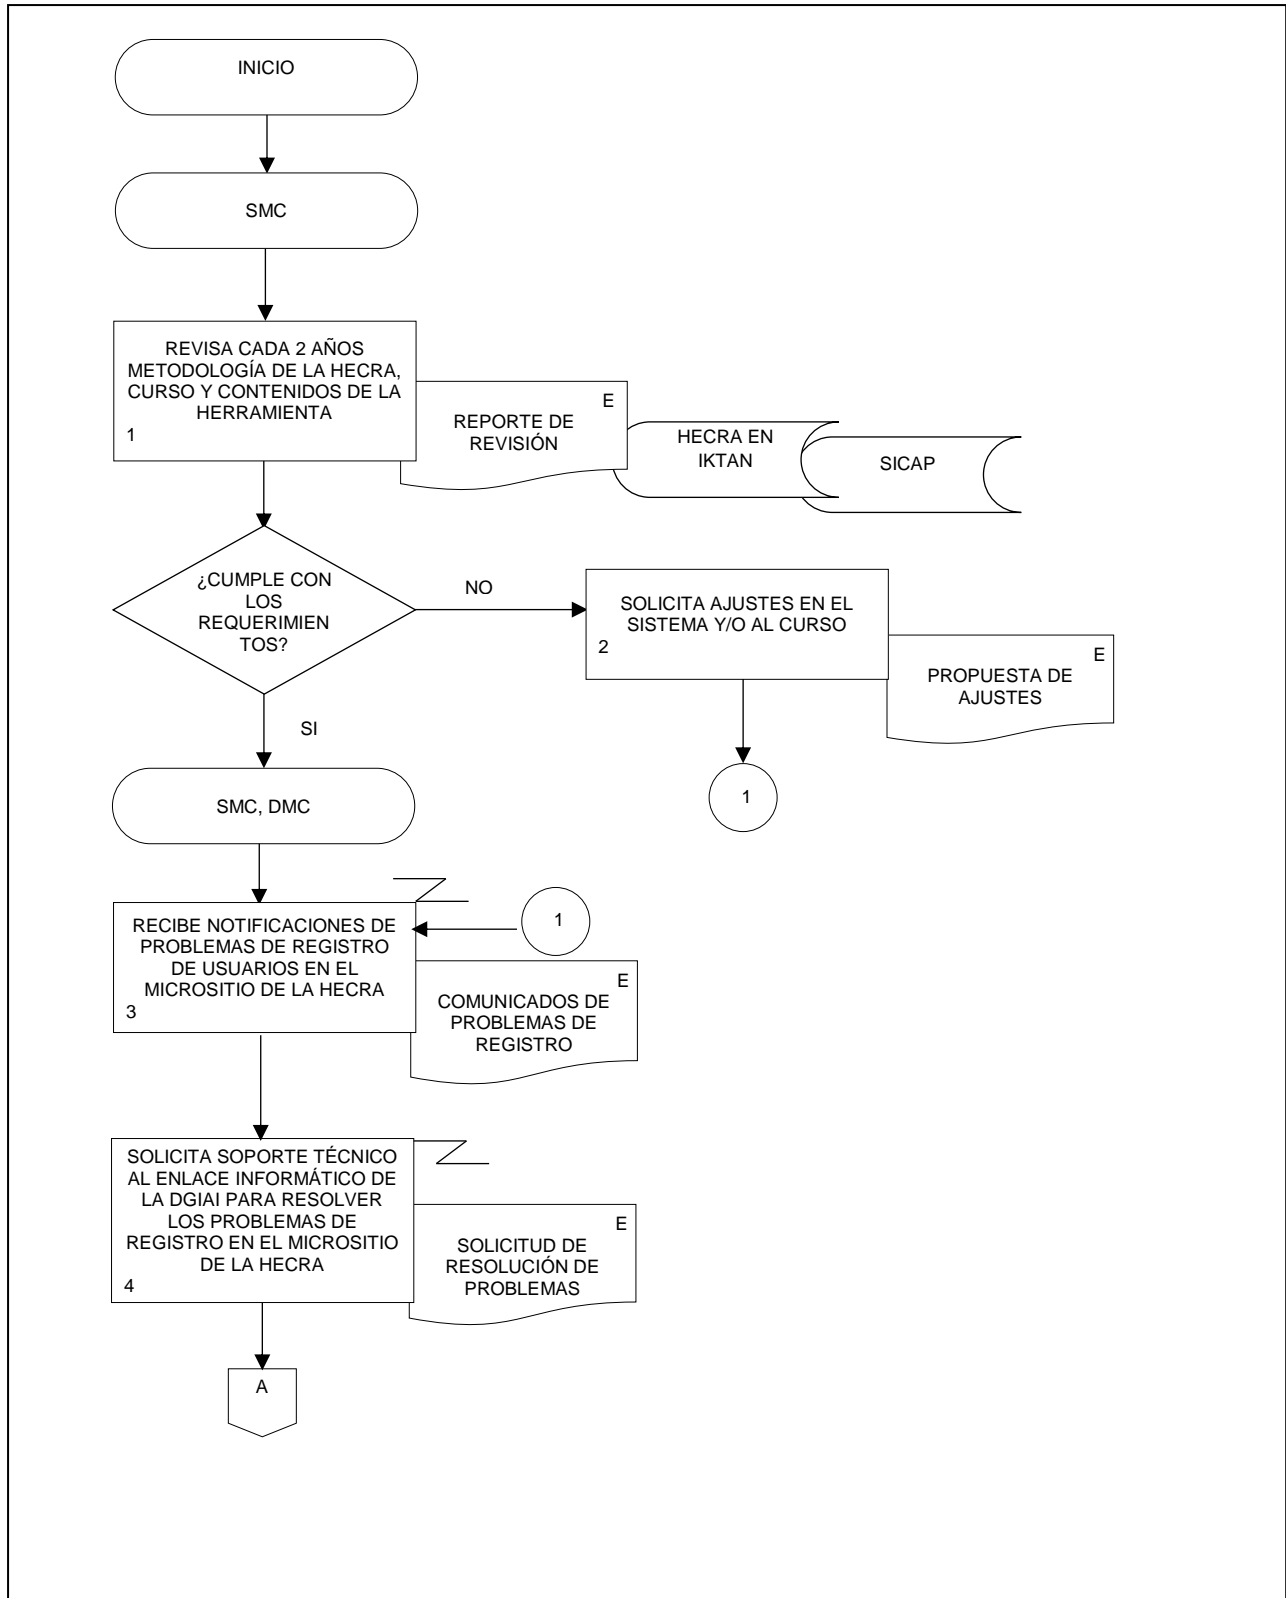 INICIO
SMC
REVISA CADA 2 AÑOS
METODOLOGÍA DE LA HECRA,
CURSO Y CONTENIDOS DE LA
HERRAMIENTA
1
E
REPORTE DE
REVISIÓN
HECRA EN
IKTAN
SICAP
¿CUMPLE CON
LOS
REQUERIMIEN
TOS?
NO
SOLICITA AJUSTES EN EL
SISTEMA Y/O AL CURSO
2
E
PROPUESTA DE
AJUSTES
1
SI
SMC, DMC
RECIBE NOTIFICACIONES DE
PROBLEMAS DE REGISTRO
DE USUARIOS EN EL
MICROSITIO DE LA HECRA
3
1
E
COMUNICADOS DE
PROBLEMAS DE
REGISTRO
SOLICITA SOPORTE TÉCNICO
AL ENLACE INFORMÁTICO DE
LA DGIAI PARA RESOLVER
LOS PROBLEMAS DE
REGISTRO EN EL MICROSITIO
DE LA HECRA
4
E
SOLICITUD DE
RESOLUCIÓN DE
PROBLEMAS
A